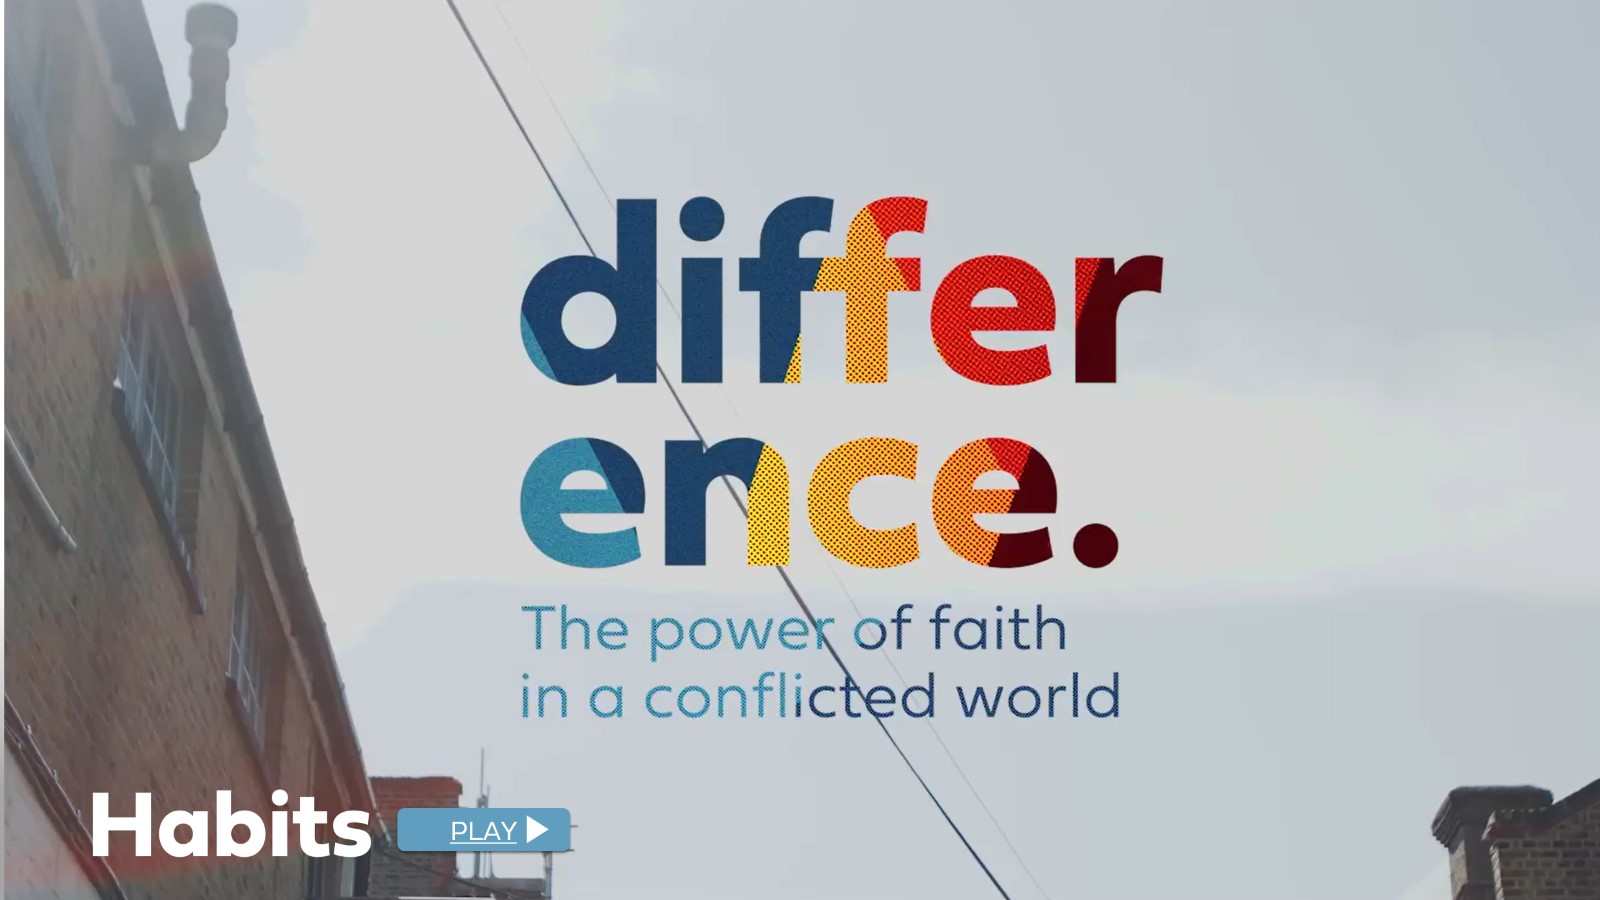 differ
ence.
The power of faith
in a conflicted world
Habits
PLAY